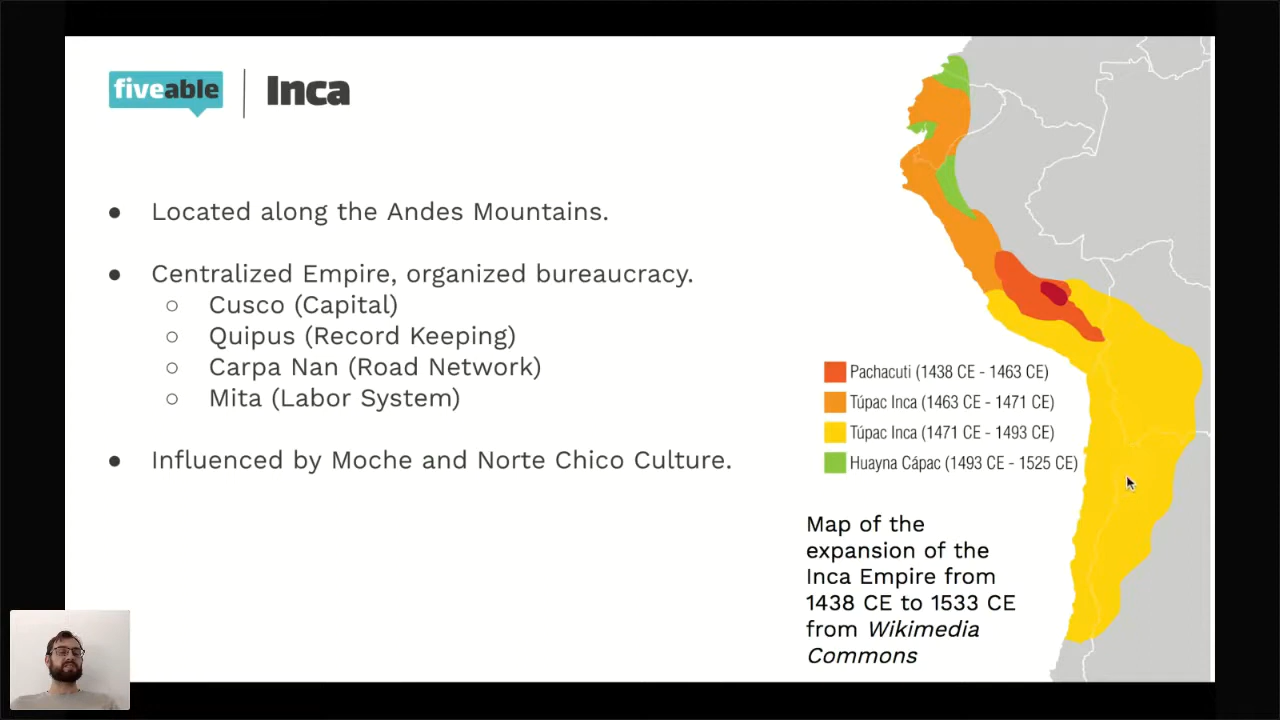 fiveable
Inca
● Located along the Andes Mountains.
● Centralized Empire, organized bureaucracy.
○ Cusco (Capital)
○ Quipus (Record Keeping)
○ Carpa Nan (Road Network)
○ Mita (Labor System)
● Influenced by Moche and Norte Chico Culture.
Pachacuti (1438 CE - 1463 CE)
Túpac Inca (1463 CE - 1471 CE)
Túpac Inca (1471 CE - 1493 CE)
Huayna Cápac (1493 CE - 1525 CE)
Map of the
expansion of the
Inca Empire from
1438 CE to 1533 CE
from Wikimedia
Commons